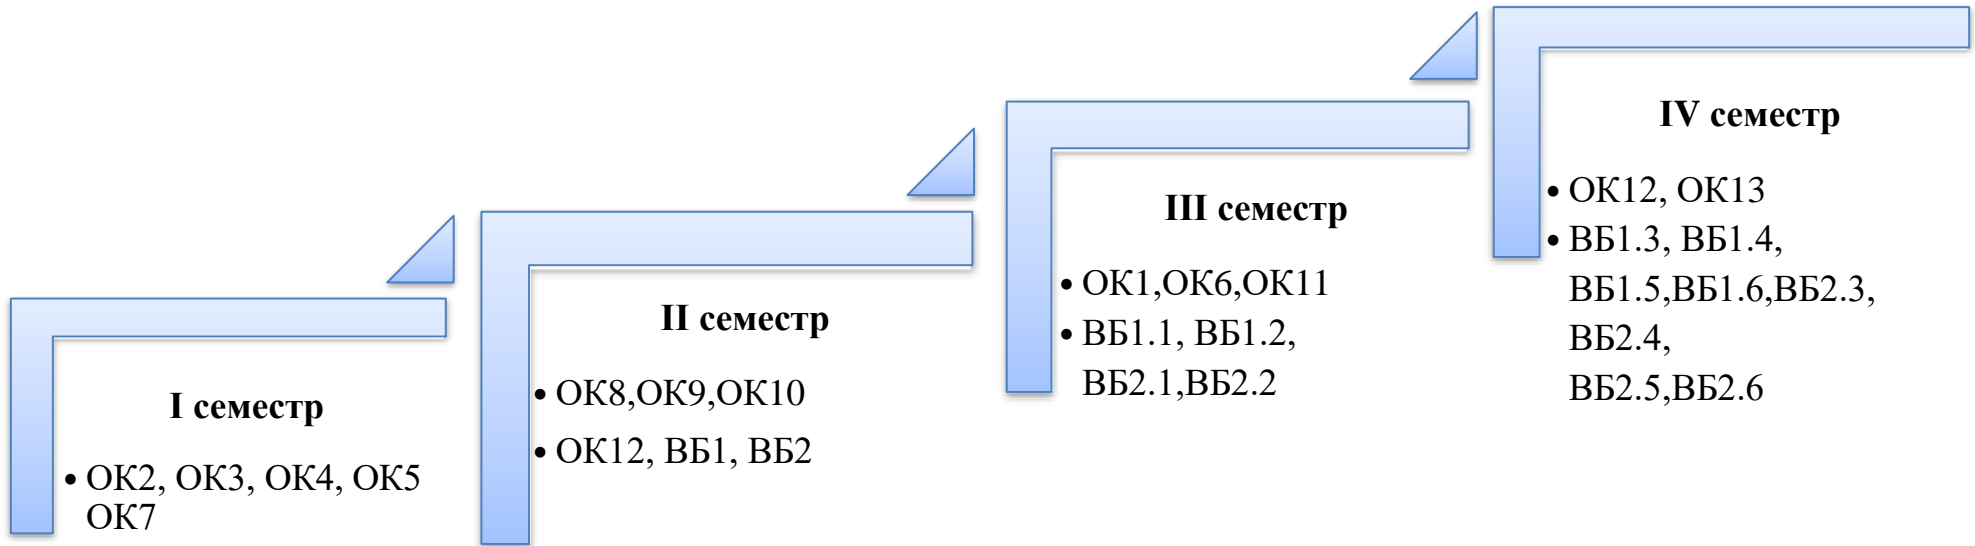 I семестр
• ОК2, ОК3, ОК4, ОК5
ОК7
II семестр
• ОК8,ОК9,ОК10
• ОК12, ВБ1, ВБ2
III семестр
• ОК1,ОК6,ОК11
• ВБ1.1, ВБ1.2,
ВБ2.1,ВБ2.2
IV семестр
• ОК12, ОК13
• ВБ1.3, ВБ1.4,
ВБ1.5,ВБ1.6,ВБ2.3,
ВБ2.4,
ВБ2.5,ВБ2.6